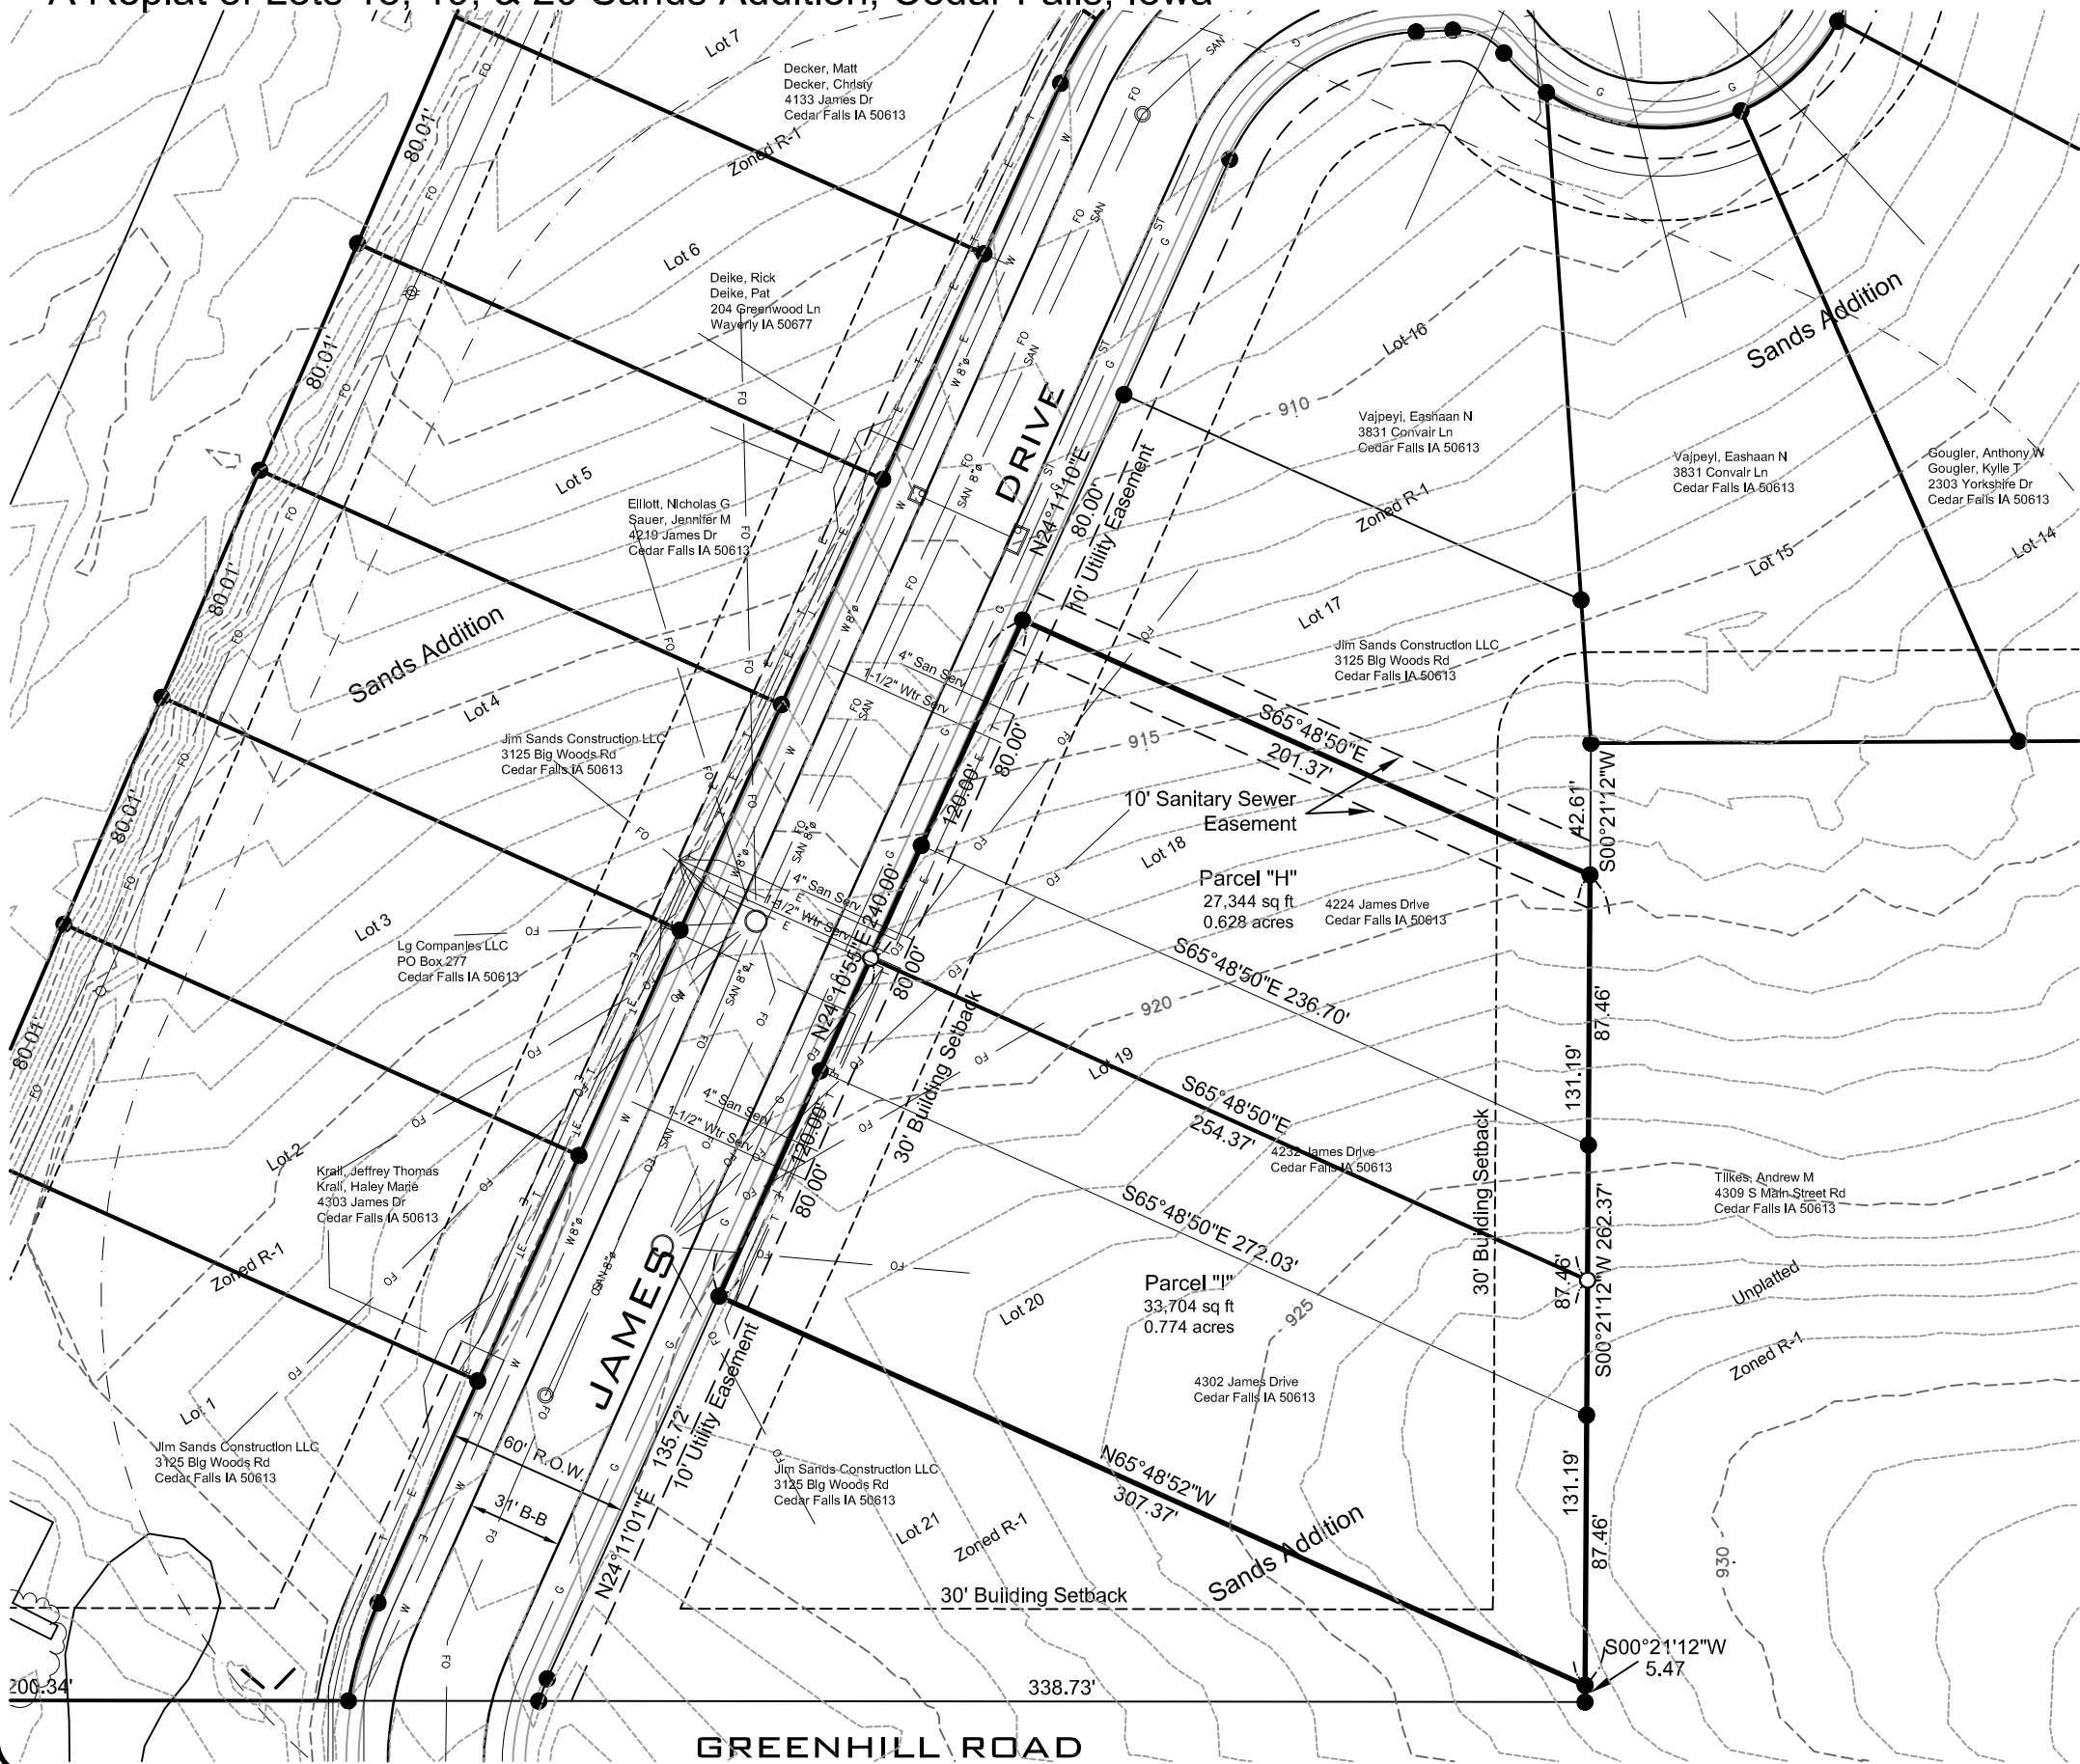 A Replat of Lots 18, 19, & 20 Sands Addition, Cedar Falls, Iowa
Lot 7
Decker, Matt
Decker, Christy
4133 James Dr
Cedar Falls IA 50613
Zoned R-1
80.01'
Lot 6
Deike, Rick
Deike, Pat
204 Greenwood Ln
Waverly IA 50677
80.01'
Lot 5
Elliott, Nicholas G
Sauer, Jennifer M
4219 James Dr
Cedar Falls IA 50613
80.01'
Sands Addition
Lot 4
Jim Sands Construction LLC
3125 Big Woods Rd
Cedar Falls IA 50613
80.01'
Lot 3
Lg Companies LLC
PO Box 277
Cedar Falls IA 50613
80.01'
Lot 2
Krall, Jeffrey Thomas
Krall, Haley Marie
4303 James Dr
Cedar Falls IA 50613
Zoned R-1
Lot 1
Jim Sands Construction LLC
3125 Big Woods Rd
Cedar Falls IA 50613
200.34'
JAMES
DRIVE
60' R.O.W.
31' B-B
W 8"ø
SAN 8"ø
FO
SAN
ST
G
W
E
T
4" San Serv
1-1/2" Wtr Serv
4" San Serv
1-1/2" Wtr Serv
4" San Serv
1-1/2" Wtr Serv
N24°11'10"E
80.00'
10' Utility Easement
910
Lot 16
Sands Addition
Vajpeyi, Eashaan N
3831 Convair Ln
Cedar Falls IA 50613
Zoned R-1
Vajpeyi, Eashaan N
3831 Convair Ln
Cedar Falls IA 50613
Gougler, Anthony W
Gougler, Kylie T
2303 Yorkshire Dr
Cedar Falls IA 50613
Lot 14
Lot 15
Lot 17
Jim Sands Construction LLC
3125 Big Woods Rd
Cedar Falls IA 50613
S65°48'50"E
201.37'
42.61'
S00°21'12"W
915
80.00'
120.00'
10' Sanitary Sewer
Easement
Lot 18
Parcel "H"
27,344 sq ft
0.628 acres
4224 James Drive
Cedar Falls IA 50613
N24°10'55"E 240.00'
80.00'
S65°48'50"E 236.70'
920
30' Building Setback
87.46'
131.19'
Lot 19
S65°48'50"E
254.37'
4232 James Drive
Cedar Falls IA 50613
120.00'
80.00'
S65°48'50"E 272.03'
30' Building Setback
87.46'
S00°21'12"W 262.37'
Tilkes, Andrew M
4309 S Main Street Rd
Cedar Falls IA 50613
Unplatted
Zoned R-1
Lot 20
Parcel "I"
33,704 sq ft
0.774 acres
925
4302 James Drive
Cedar Falls IA 50613
135.72'
10' Utility Easement
N24°11'01"E
Jim Sands Construction LLC
3125 Big Woods Rd
Cedar Falls IA 50613
N65°48'52"W
307.37'
131.19'
87.46'
930
Lot 21
Zoned R-1
Sands Addition
30' Building Setback
S00°21'12"W
5.47
338.73'
GREENHILL ROAD